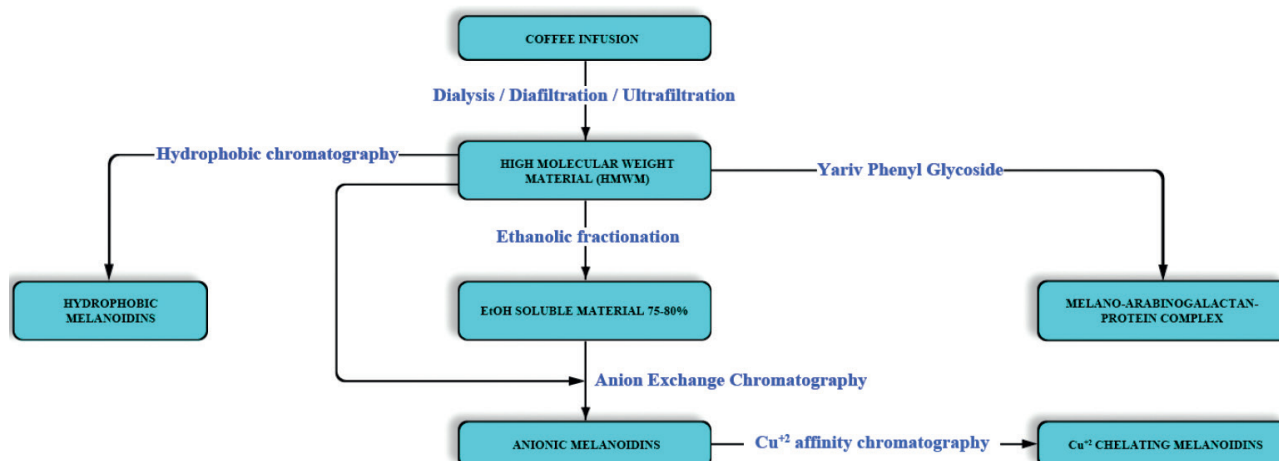 COFFEE INFUSION
Dialysis / Diafiltration / Ultrafiltration
Hydrophobic chromatography
HIGH MOLECULAR WEIGHT
MATERIAL (HMWM)
Yariv Phenyl Glycoside
Ethanolic fractionation
HYDROPHOBIC
MELANOIDINS
EtOH SOLUBLE MATERIAL 75-80%
MELANO-ARABINOGALACTAN-
PROTEIN COMPLEX
Anion Exchange Chromatography
ANIONIC MELANOIDINS
Cu⁺² affinity chromatography
Cu⁺² CHELATING MELANOIDINS